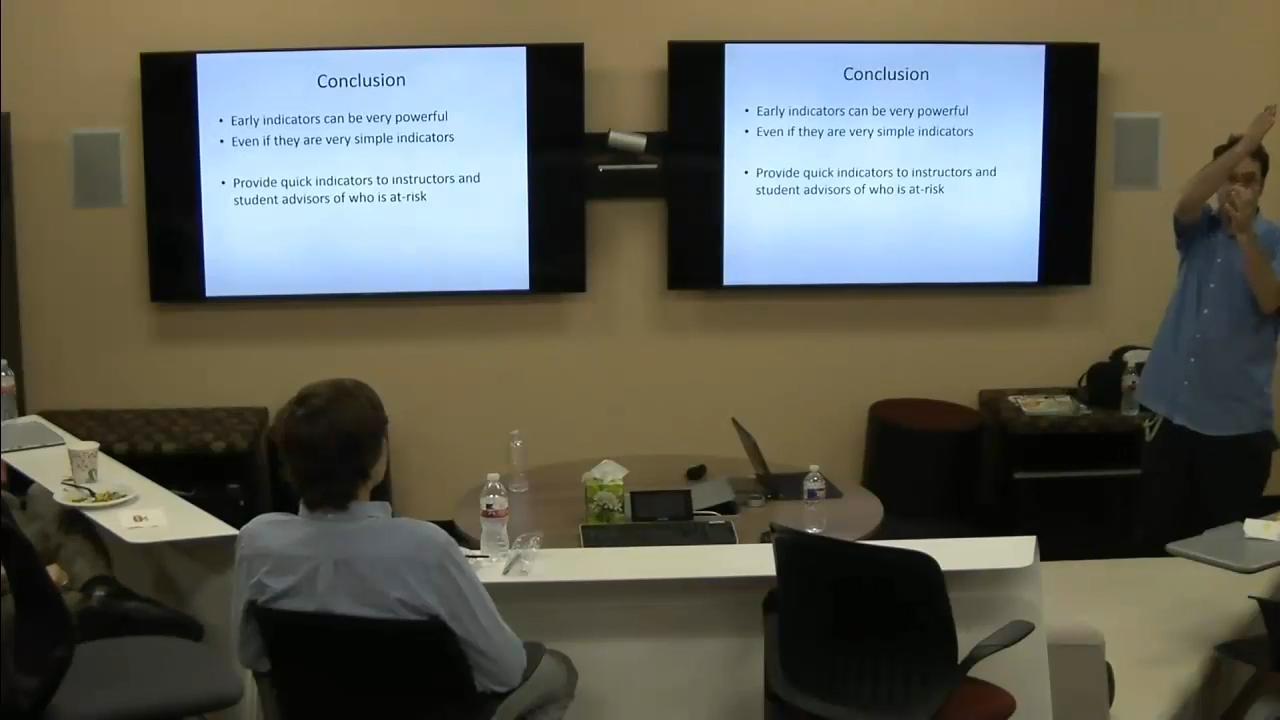 Conclusion
• Early indicators can be very powerful
• Even if they are very simple indicators
• Provide quick indicators to instructors and
student advisors of who is at-risk
Conclusion
• Early indicators can be very powerful
• Even if they are very simple indicators
• Provide quick indicators to instructors and
student advisors of who is at-risk